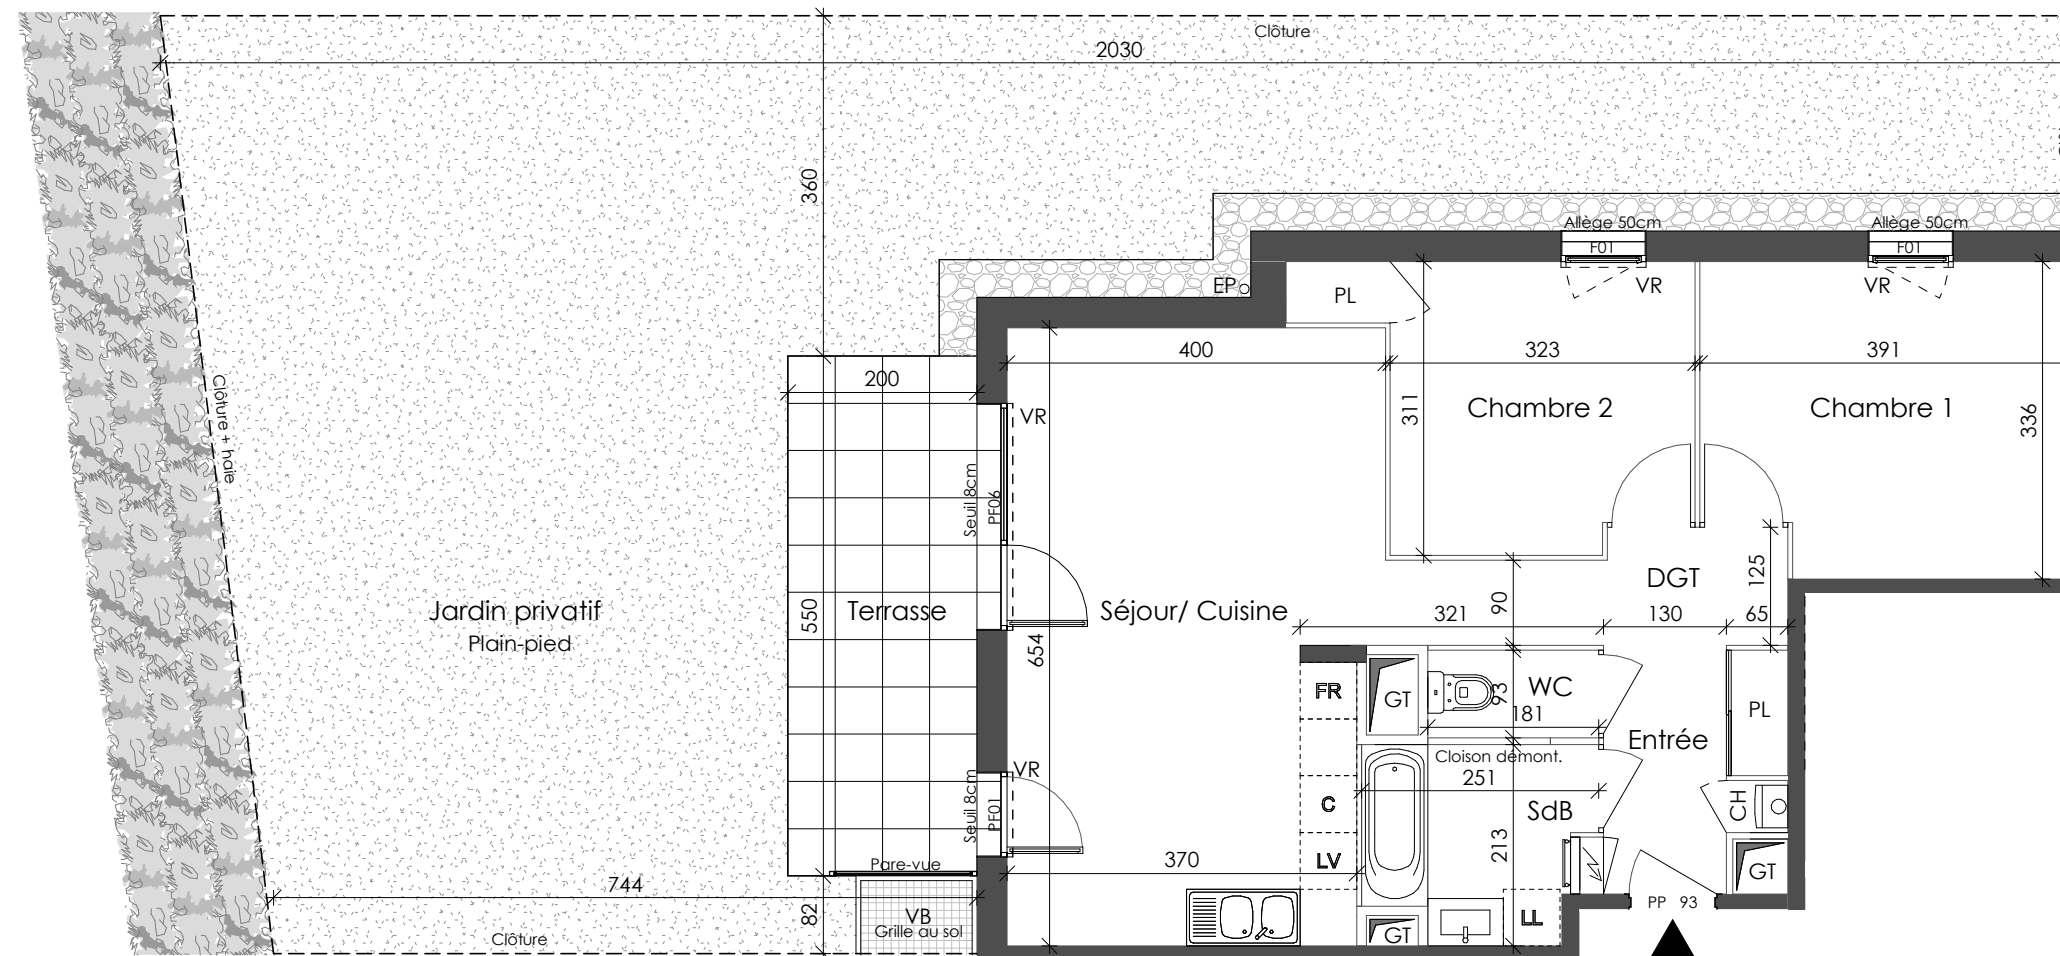 Clôture
2030
360
Allège 50cm
Allège 50cm
F01
F01
EP
PL
VR
VR
400
323
391
200
Clôture + haie
VR
311
Chambre 2
Chambre 1
336
Seuil 8cm
PF06
DGT
125
Jardin privatif
Plain-pied
550
Terrasse
Séjour/ Cuisine
654
321
90
130
65
FR
GT
93
WC
181
PL
Entrée
Cloison démont.
251
VR
Seuil 8cm
PF01
C
SdB
CH
213
LV
370
Pare-vue
GT
744
82
VB
Grille au sol
Clôture
GT
LL
PP 93